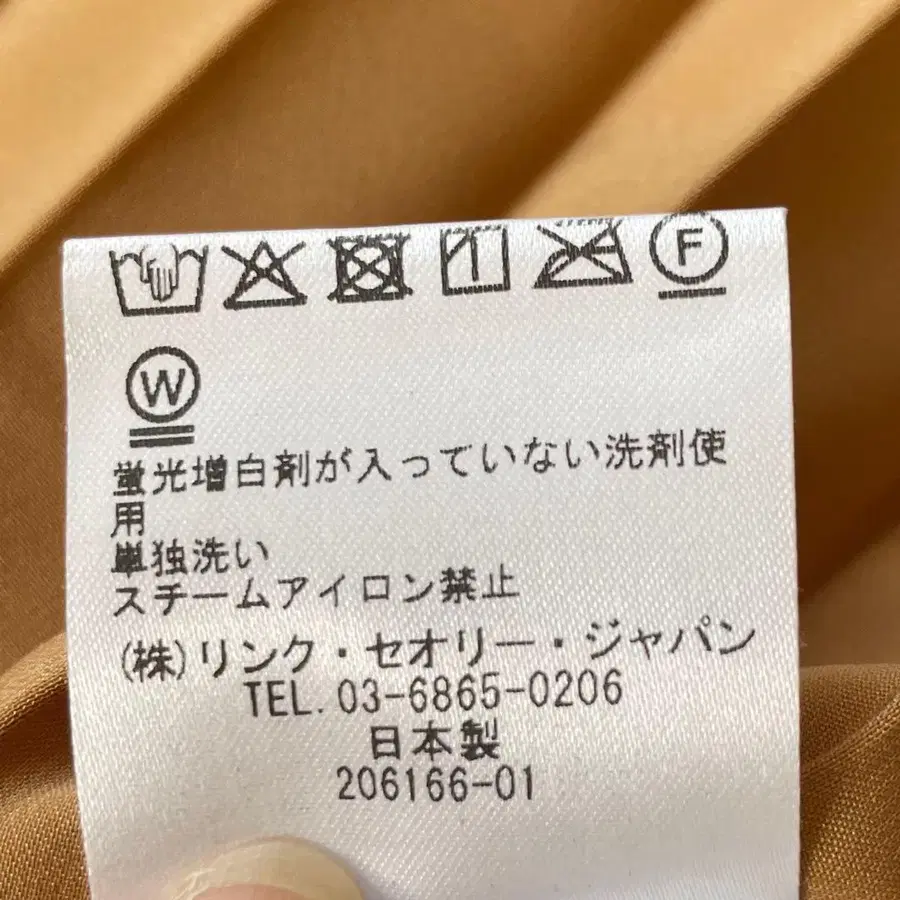 F
W
蛍光増白剤が入っていない洗剤使
用
単独洗い
スチームアイロン禁止
(株)リンク・セオリー・ジャパン
TEL.03-6865-0206
日本製
206166-01